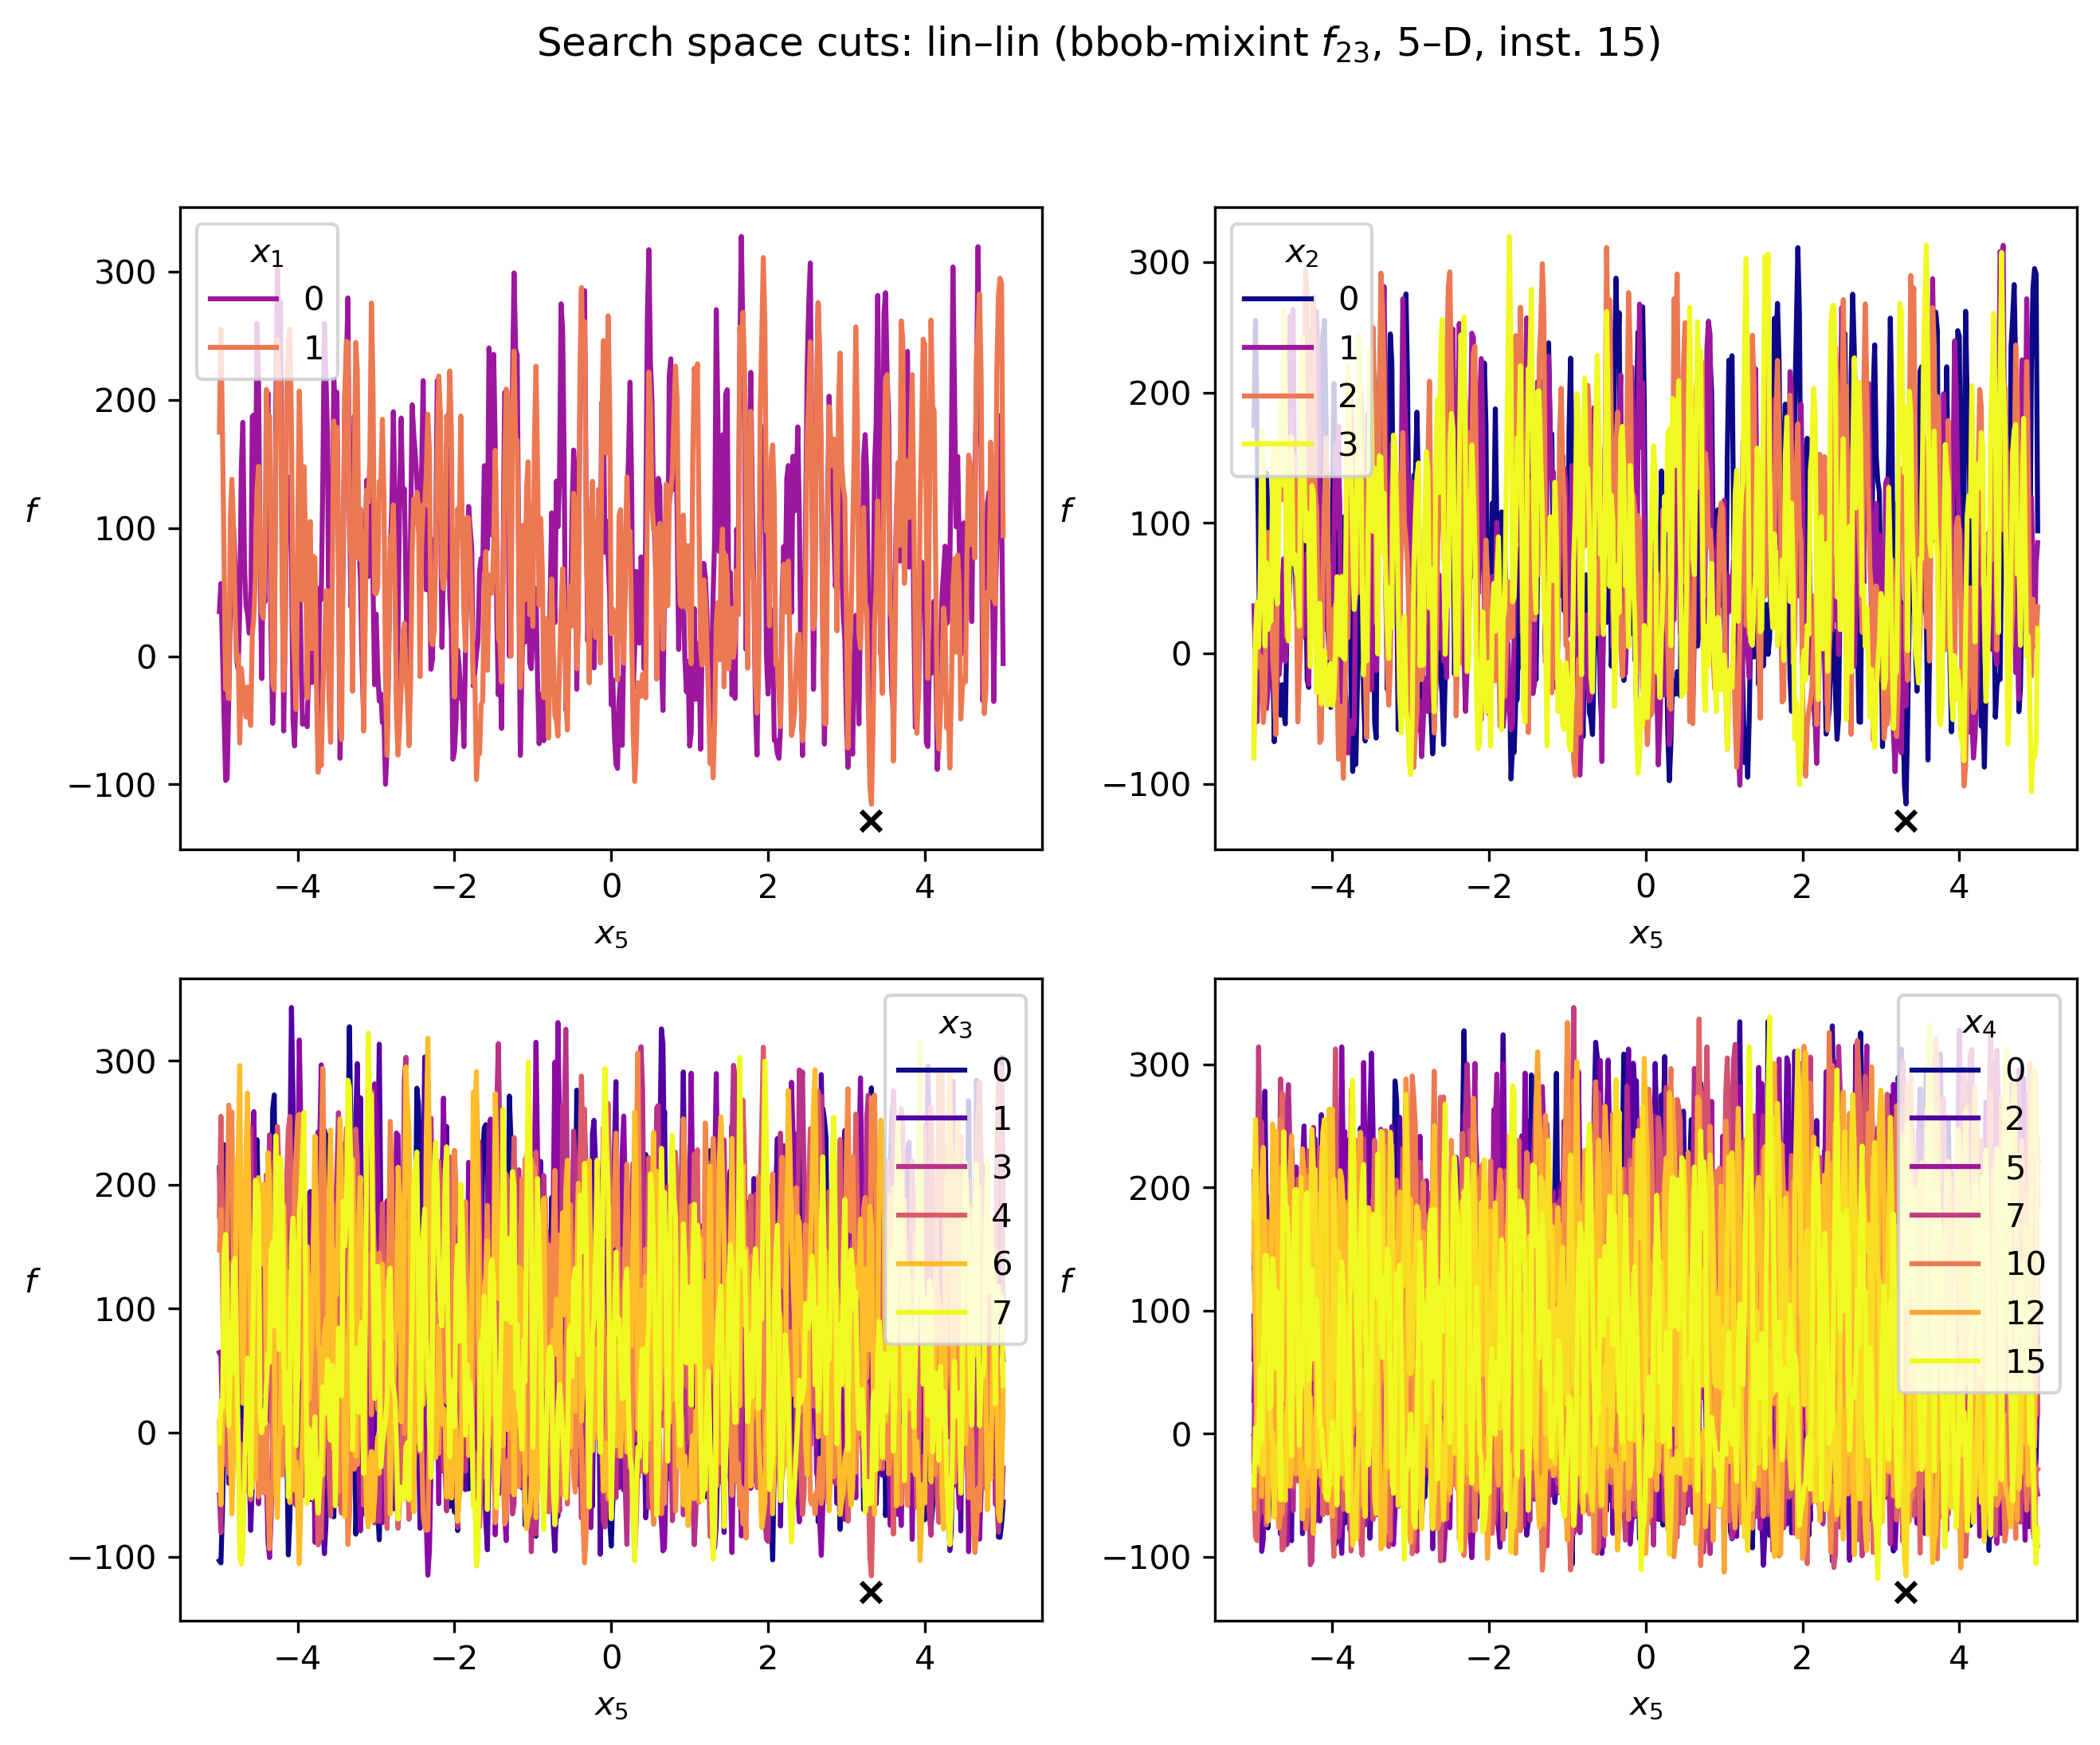 Search space cuts: lin–lin (bbob-mixint f₂₃, 5–D, inst. 15)
x₁
0
1
300
200
100
0
−100
f
−4 −2 0 2 4
x₅
x₂
0
1
2
3
300
200
100
0
−100
f
−4 −2 0 2 4
x₅
x₃
0
1
3
4
6
7
300
200
100
0
−100
f
−4 −2 0 2 4
x₅
x₄
0
2
5
7
10
12
15
300
200
100
0
−100
f
−4 −2 0 2 4
x₅